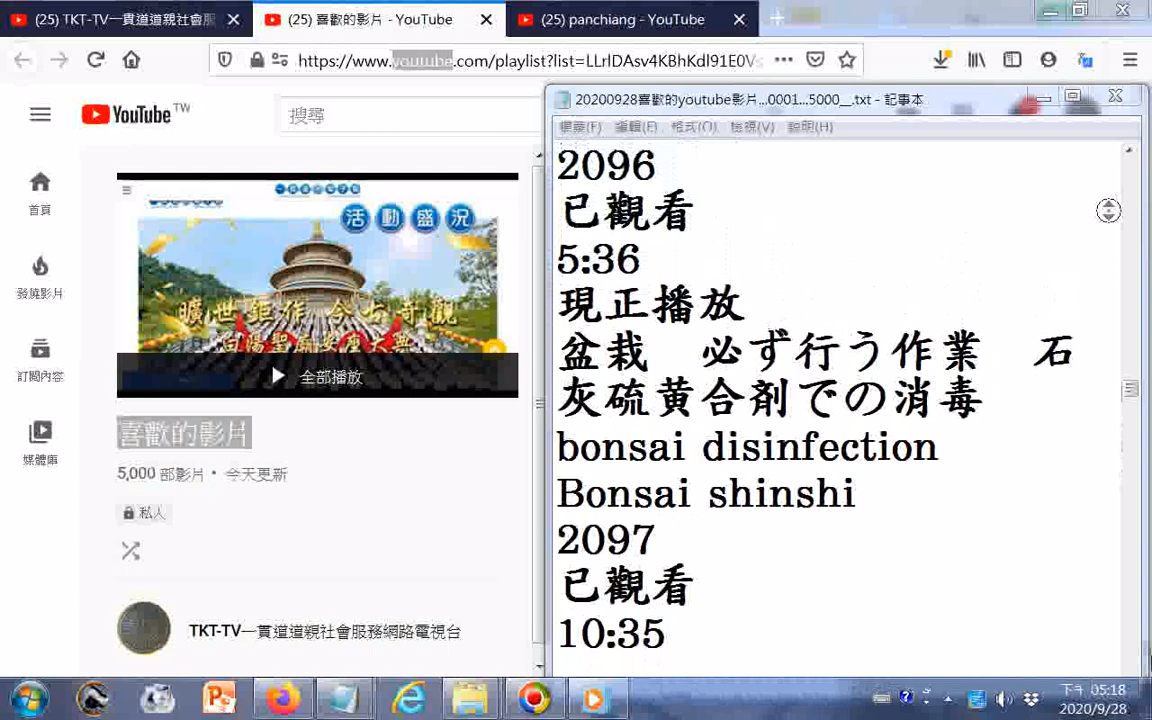 (25) TKT-TV一貫道道親社會服
(25) 喜歡的影片 - YouTube
(25) panchiang - YouTube
https://www.youtube.com/playlist?list=LLrlDAsv4KBhKdl91E0Vs
YouTube TW
搜尋
首頁
發燒影片
訂閱內容
媒體庫
活動盛況
曠世鉅作 今古奇觀
全部播放
喜歡的影片
5,000 部影片 • 今天更新
私人
TKT-TV一貫道道親社會服務網路電視台
20200928喜歡的youtube影片...0001...5000__.txt - 記事本
檔案(F) 編輯(E) 格式(O) 檢視(V) 說明(H)
2096
已觀看
5:36
現正播放
盆栽　必ず行う作業　石
灰硫黄合剤での消毒
bonsai disinfection
Bonsai shinshi
2097
已觀看
10:35
下午 05:18
2020/9/28